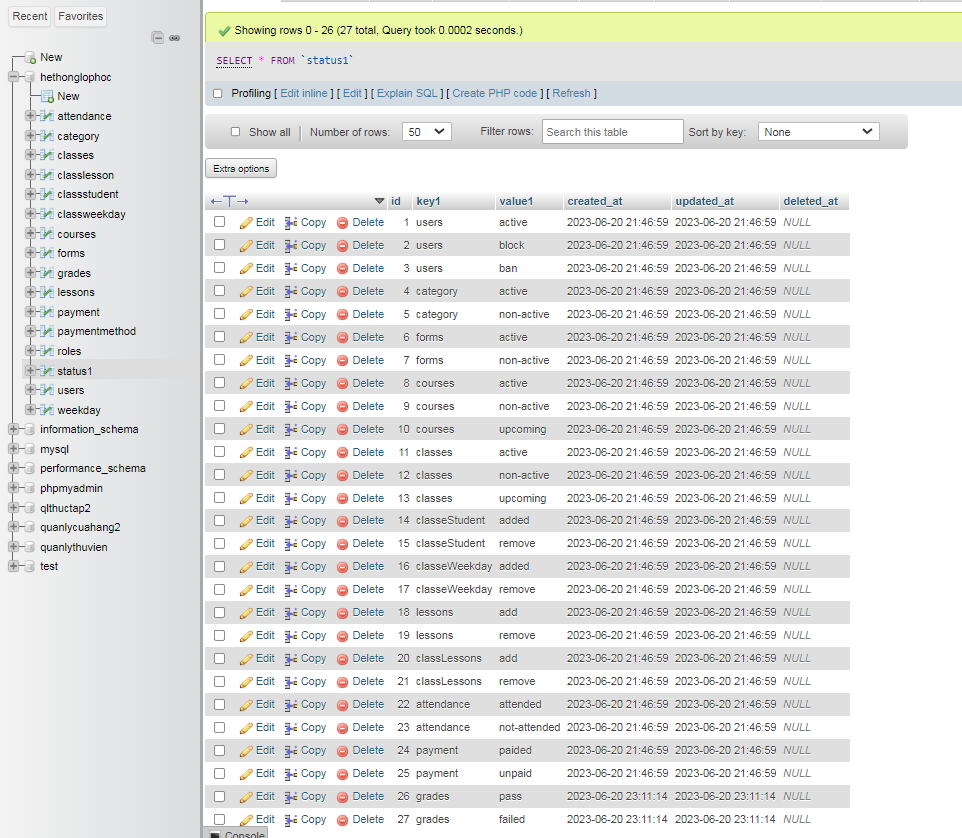 Recent Favorites
New
hethonglophoc
New
attendance
category
classes
classlesson
classstudent
classweekday
courses
forms
grades
lessons
payment
paymentmethod
roles
status1
users
weekday
information_schema
mysql
performance_schema
phpmyadmin
qlthuctap2
quanlycuahang2
quanlythuvien
test
Showing rows 0 - 26 (27 total, Query took 0.0002 seconds.)
SELECT * FROM `status1`
Profiling [ Edit inline ] [ Edit ] [ Explain SQL ] [ Create PHP code ] [ Refresh ]
Show all Number of rows: 50 Filter rows: Search this table Sort by key: None
Extra options
←T→ id key1 value1 created_at updated_at deleted_at
Edit Copy Delete 1 users active 2023-06-20 21:46:59 2023-06-20 21:46:59 NULL
Edit Copy Delete 2 users block 2023-06-20 21:46:59 2023-06-20 21:46:59 NULL
Edit Copy Delete 3 users ban 2023-06-20 21:46:59 2023-06-20 21:46:59 NULL
Edit Copy Delete 4 category active 2023-06-20 21:46:59 2023-06-20 21:46:59 NULL
Edit Copy Delete 5 category non-active 2023-06-20 21:46:59 2023-06-20 21:46:59 NULL
Edit Copy Delete 6 forms active 2023-06-20 21:46:59 2023-06-20 21:46:59 NULL
Edit Copy Delete 7 forms non-active 2023-06-20 21:46:59 2023-06-20 21:46:59 NULL
Edit Copy Delete 8 courses active 2023-06-20 21:46:59 2023-06-20 21:46:59 NULL
Edit Copy Delete 9 courses non-active 2023-06-20 21:46:59 2023-06-20 21:46:59 NULL
Edit Copy Delete 10 courses upcoming 2023-06-20 21:46:59 2023-06-20 21:46:59 NULL
Edit Copy Delete 11 classes active 2023-06-20 21:46:59 2023-06-20 21:46:59 NULL
Edit Copy Delete 12 classes non-active 2023-06-20 21:46:59 2023-06-20 21:46:59 NULL
Edit Copy Delete 13 classes upcoming 2023-06-20 21:46:59 2023-06-20 21:46:59 NULL
Edit Copy Delete 14 classeStudent added 2023-06-20 21:46:59 2023-06-20 21:46:59 NULL
Edit Copy Delete 15 classeStudent remove 2023-06-20 21:46:59 2023-06-20 21:46:59 NULL
Edit Copy Delete 16 classeWeekday added 2023-06-20 21:46:59 2023-06-20 21:46:59 NULL
Edit Copy Delete 17 classeWeekday remove 2023-06-20 21:46:59 2023-06-20 21:46:59 NULL
Edit Copy Delete 18 lessons add 2023-06-20 21:46:59 2023-06-20 21:46:59 NULL
Edit Copy Delete 19 lessons remove 2023-06-20 21:46:59 2023-06-20 21:46:59 NULL
Edit Copy Delete 20 classLessons add 2023-06-20 21:46:59 2023-06-20 21:46:59 NULL
Edit Copy Delete 21 classLessons remove 2023-06-20 21:46:59 2023-06-20 21:46:59 NULL
Edit Copy Delete 22 attendance attended 2023-06-20 21:46:59 2023-06-20 21:46:59 NULL
Edit Copy Delete 23 attendance not-attended 2023-06-20 21:46:59 2023-06-20 21:46:59 NULL
Edit Copy Delete 24 payment paided 2023-06-20 21:46:59 2023-06-20 21:46:59 NULL
Edit Copy Delete 25 payment unpaid 2023-06-20 21:46:59 2023-06-20 21:46:59 NULL
Edit Copy Delete 26 grades pass 2023-06-20 23:11:14 2023-06-20 23:11:14 NULL
Edit Copy Delete 27 grades failed 2023-06-20 23:11:14 2023-06-20 23:11:14 NULL
Console